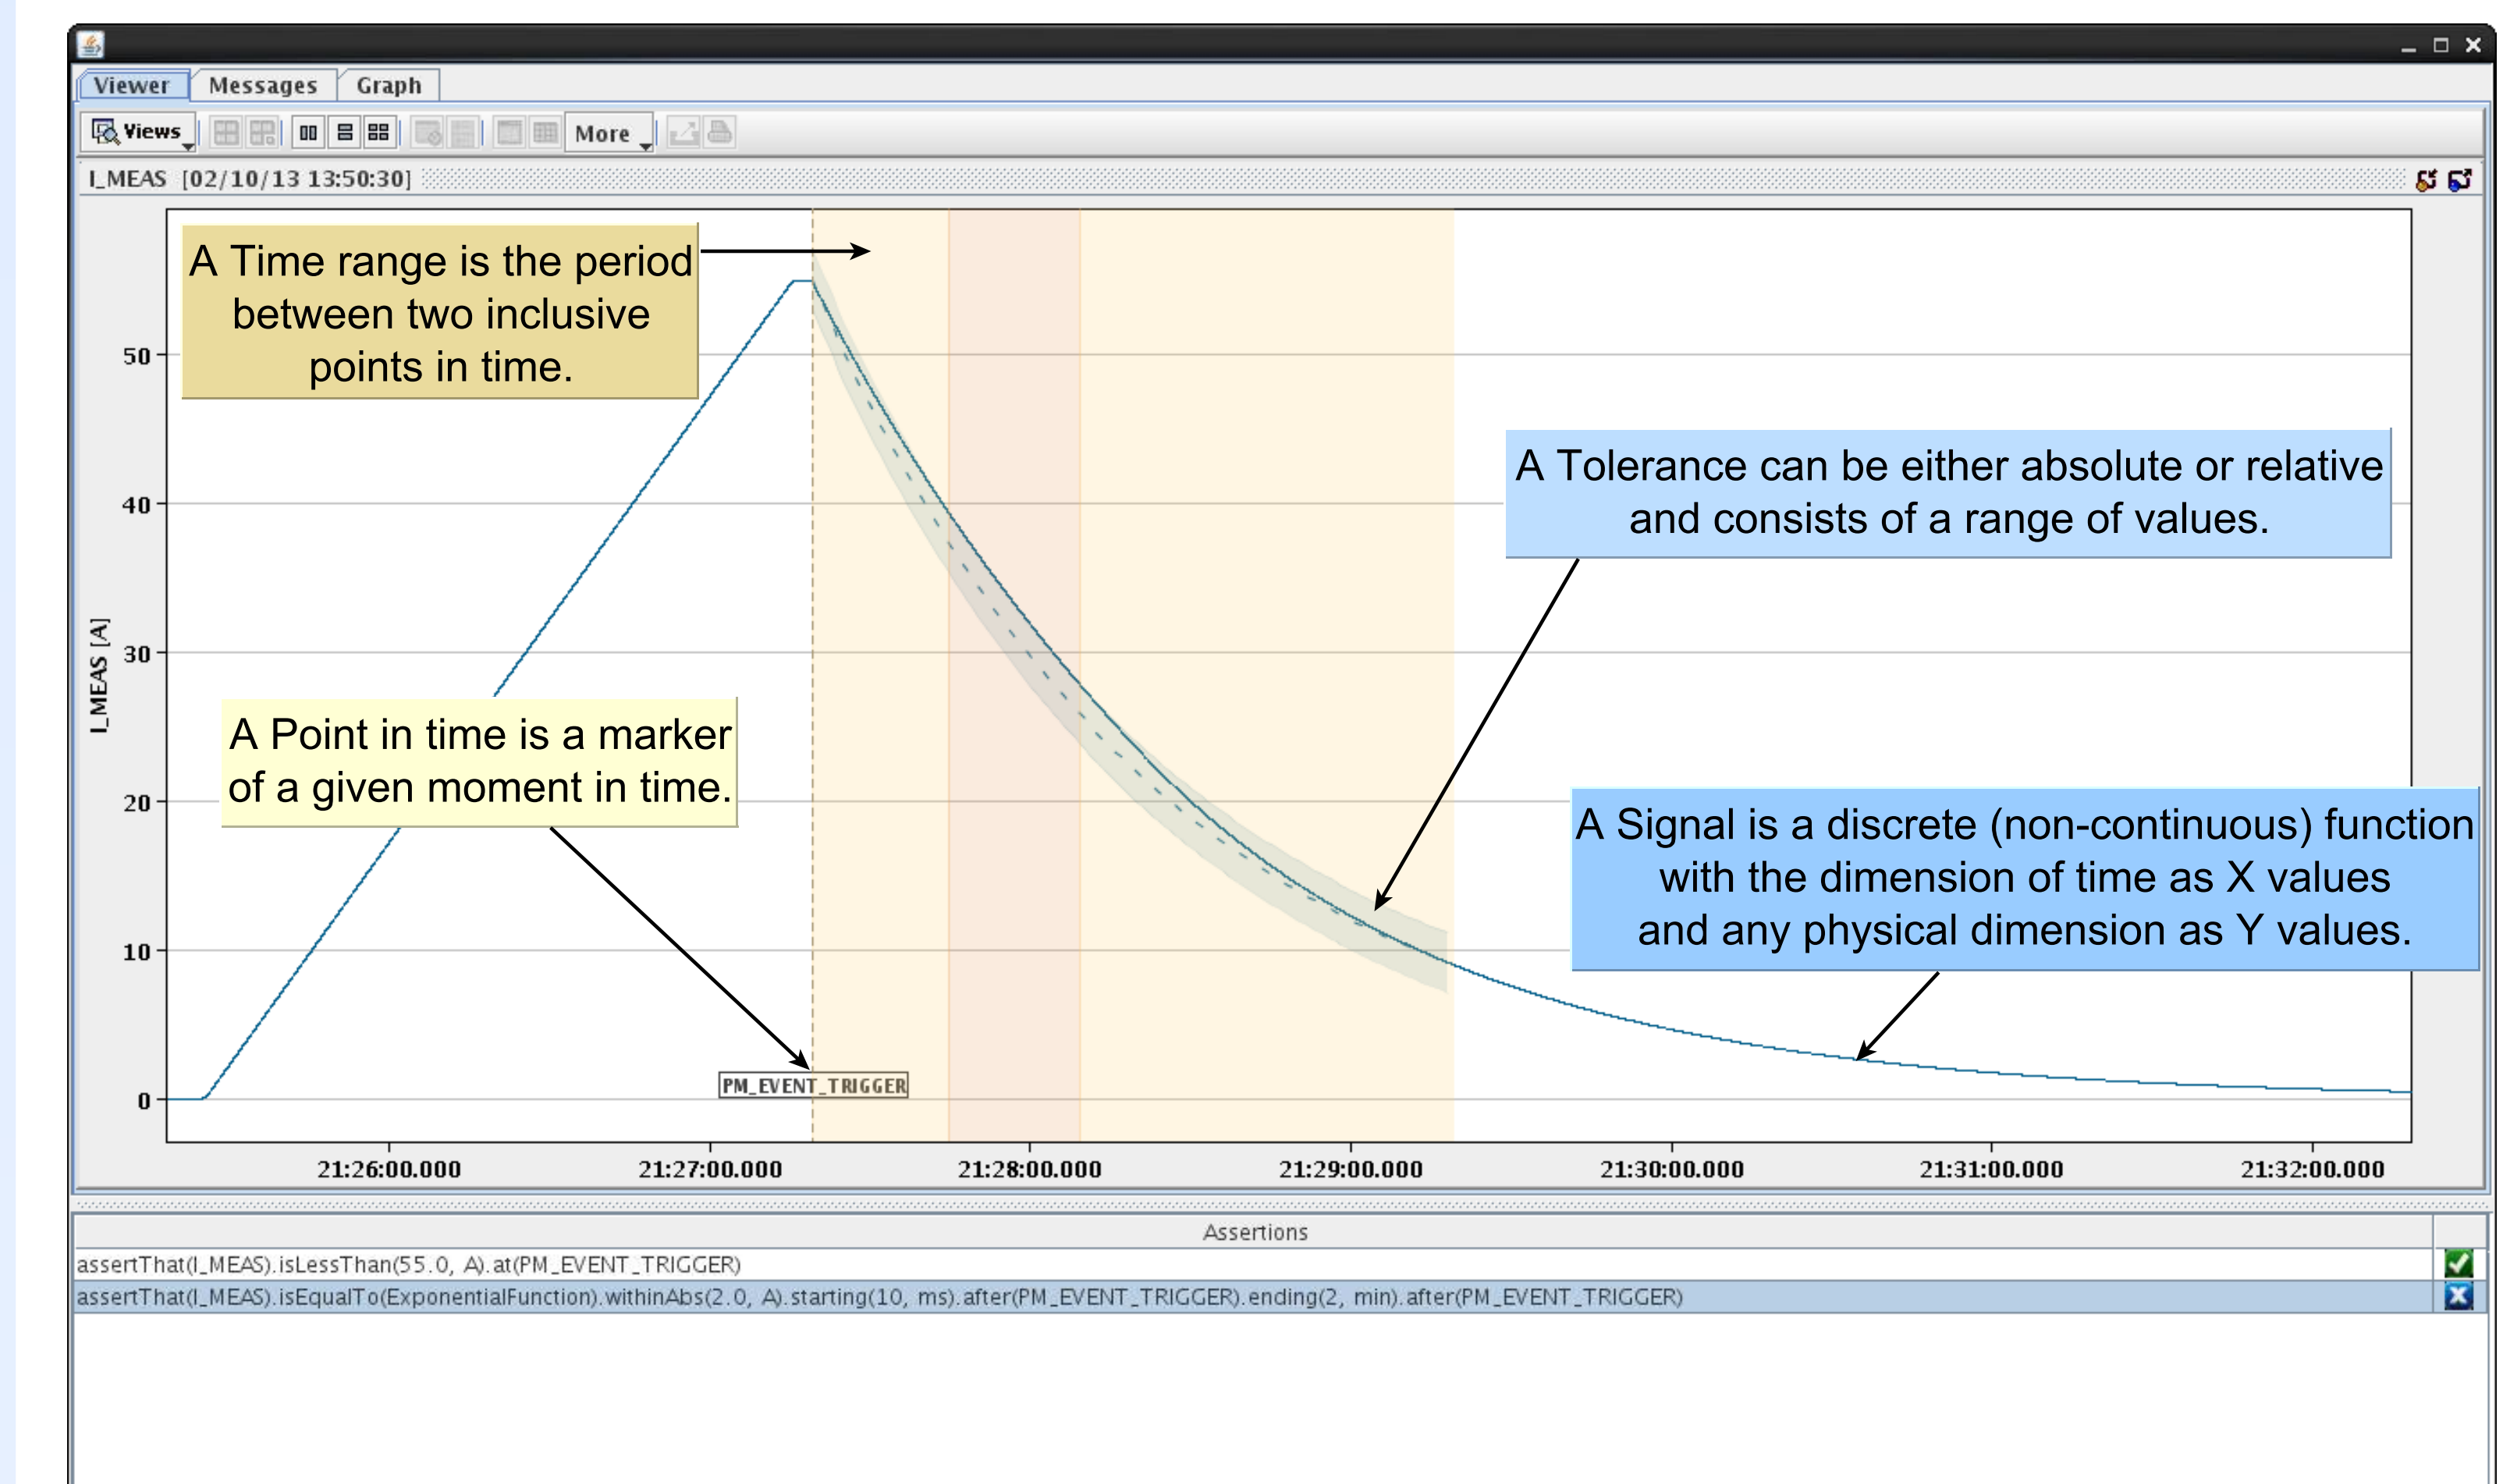 Viewer Messages Graph
Views More
I_MEAS [02/10/13 13:50:30]
A Time range is the period
between two inclusive
points in time.
A Tolerance can be either absolute or relative
and consists of a range of values.
A Point in time is a marker
of a given moment in time.
A Signal is a discrete (non-continuous) function
with the dimension of time as X values
and any physical dimension as Y values.
I_MEAS [A]
50
40
30
20
10
0
PM_EVENT_TRIGGER
21:26:00.000 21:27:00.000 21:28:00.000 21:29:00.000 21:30:00.000 21:31:00.000 21:32:00.000
Assertions
assertThat(I_MEAS).isLessThan(55.0, A).at(PM_EVENT_TRIGGER)
assertThat(I_MEAS).isEqualTo(ExponentialFunction).withinAbs(2.0, A).starting(10, ms).after(PM_EVENT_TRIGGER).ending(2, min).after(PM_EVENT_TRIGGER)